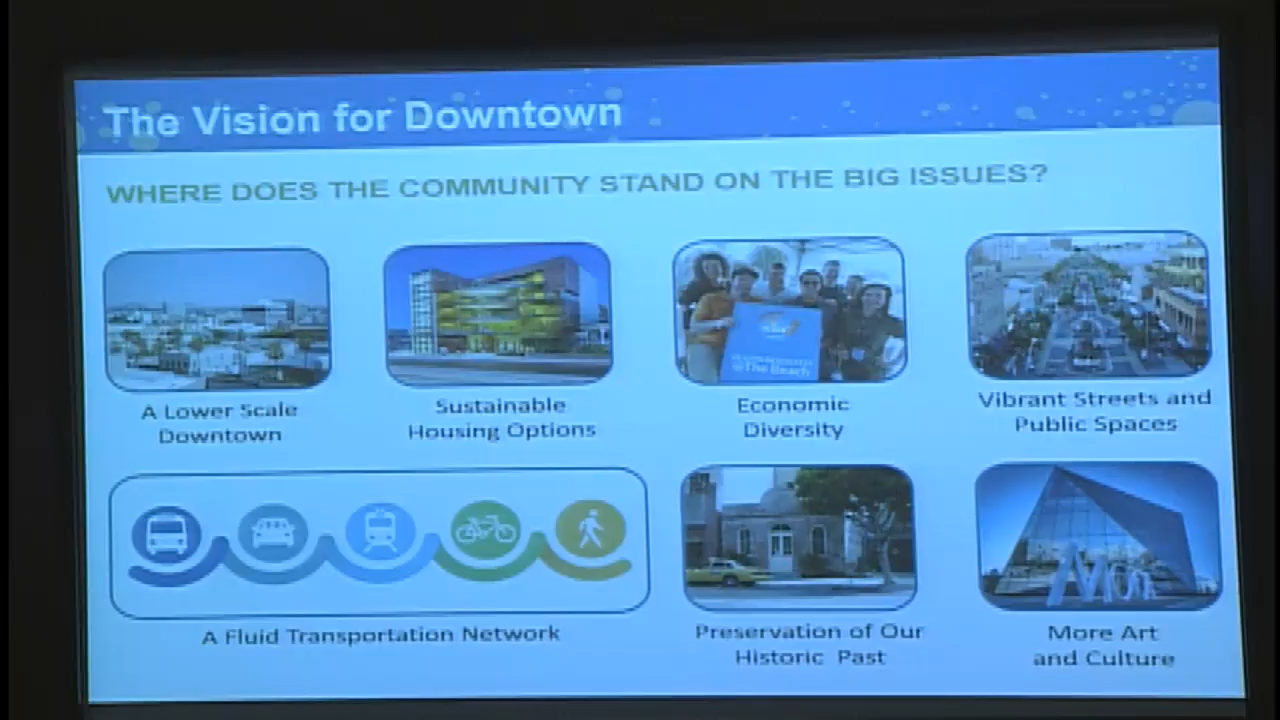 The Vision for Downtown
WHERE DOES THE COMMUNITY STAND ON THE BIG ISSUES?
A Lower Scale
Downtown
Sustainable
Housing Options
Economic
Diversity
Vibrant Streets and
Public Spaces
@The Beach
A Fluid Transportation Network
Preservation of Our
Historic Past
More Art
and Culture